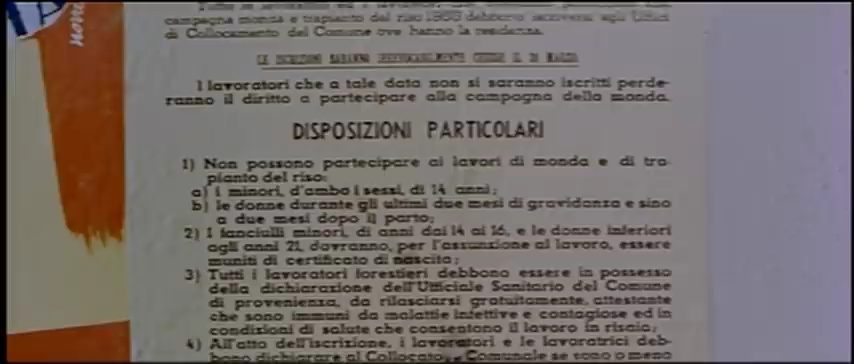 non
Tutti i lavoratori ed i
campagna monda e trapianto del riso debbono iscriversi agli Uffici
di Collocamento del Comune ove hanno la residenza.
LE ISCRIZIONI SARANNO IRREVOCABILMENTE CHIUSE IL MARZO
I lavoratori che a tale data non si saranno iscritti perde-
ranno il diritto a partecipare alla campagna della monda.
DISPOSIZIONI PARTICOLARI
1) Non possono partecipare ai lavori di monda e di tra-
pianto del riso:
a) i minori, d'ambo i sessi, di 14 anni;
b) le donne durante gli ultimi due mesi di gravidanza e sino
a due mesi dopo il parto;
2) I fanciulli minori, di anni dai 14 ai 16, e le donne inferiori
agli anni 21, dovranno, per l'assunzione al lavoro, essere
muniti di certificato di nascita;
3) Tutti i lavoratori forestieri debbono essere in possesso
della dichiarazione dell'Ufficiale Sanitario del Comune
di provenienza, da rilasciarsi gratuitamente, attestante
che sono immuni da malattie infettive e contagiose ed in
condizioni di salute che consentono il lavoro in risaia;
4) All'atto dell'iscrizione, i lavoratori e le lavoratrici deb-
bono dichiarare al Collocatore Comunale se sono o meno